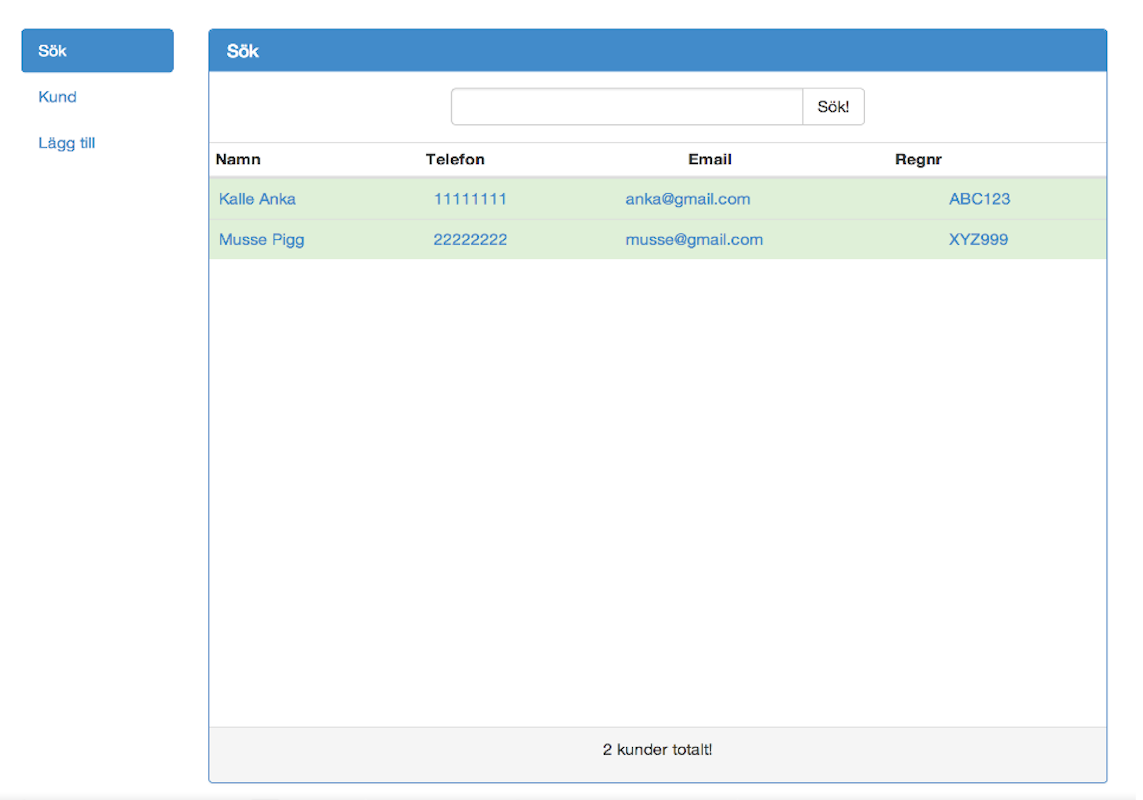 Sök
Kund
Lägg till
Sök
Sök!
Namn Telefon Email Regnr
Kalle Anka 11111111 anka@gmail.com ABC123
Musse Pigg 22222222 musse@gmail.com XYZ999
2 kunder totalt!